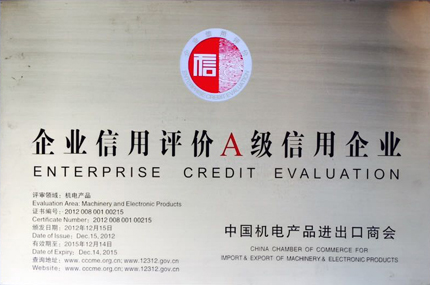 信
企业信用评价A级信用企业
ENTERPRISE CREDIT EVALUATION
评审领域：机电产品
Evaluation Area: Machinery and Electronic Products
证书编号：2012 008 001 00215
Certificate Number: 2012 008 001 00215
颁发日期：2012年12月15日
Date of Issue: Dec.15, 2012
有效期至：2015年12月14日
Date of Expiry: Dec.14, 2015
查询地址：www. cccme.org.cn; www.12312.gov.cn
Website: www. cccme.org.cn; www.12312.gov.cn
中国机电产品进出口商会
CHINA CHAMBER OF COMMERCE FOR
IMPORT & EXPORT OF MACHINERY & ELECTRONIC PRODUCTS